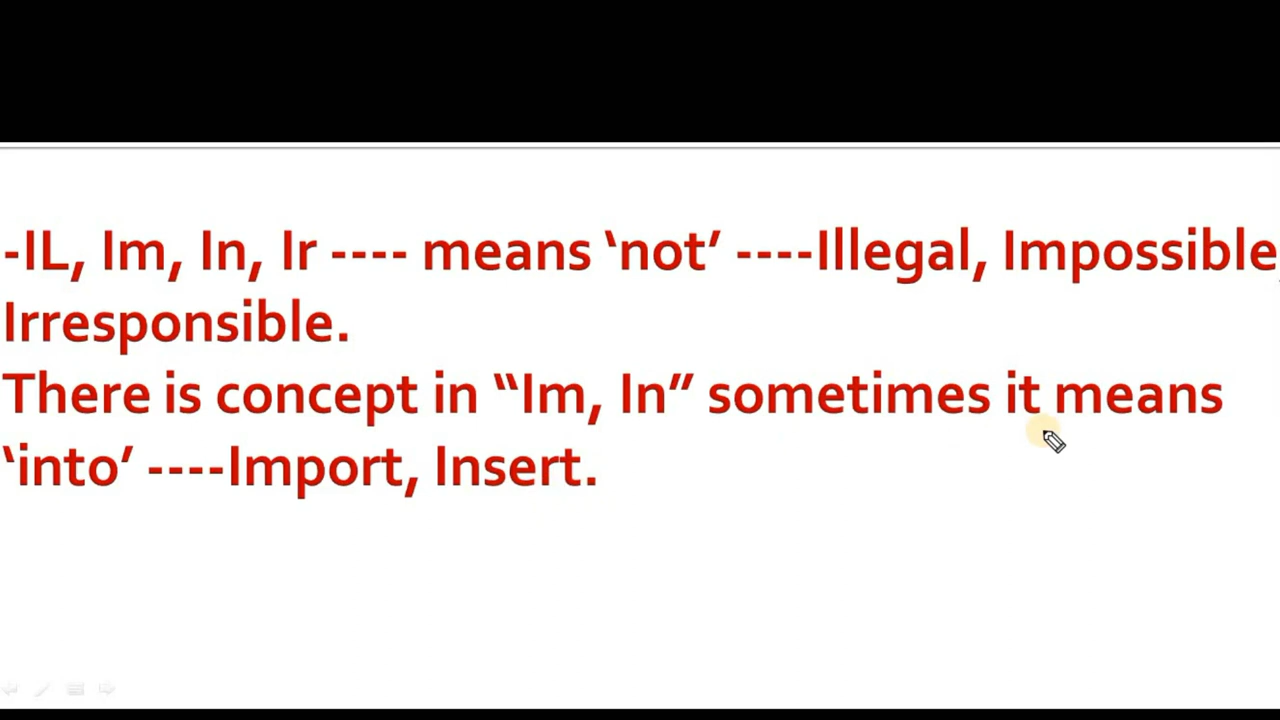 -IL, Im, In, Ir ---- means ‘not’ ----Illegal, Impossible,
Irresponsible.
There is concept in “Im, In” sometimes it means
‘into’ ----Import, Insert.